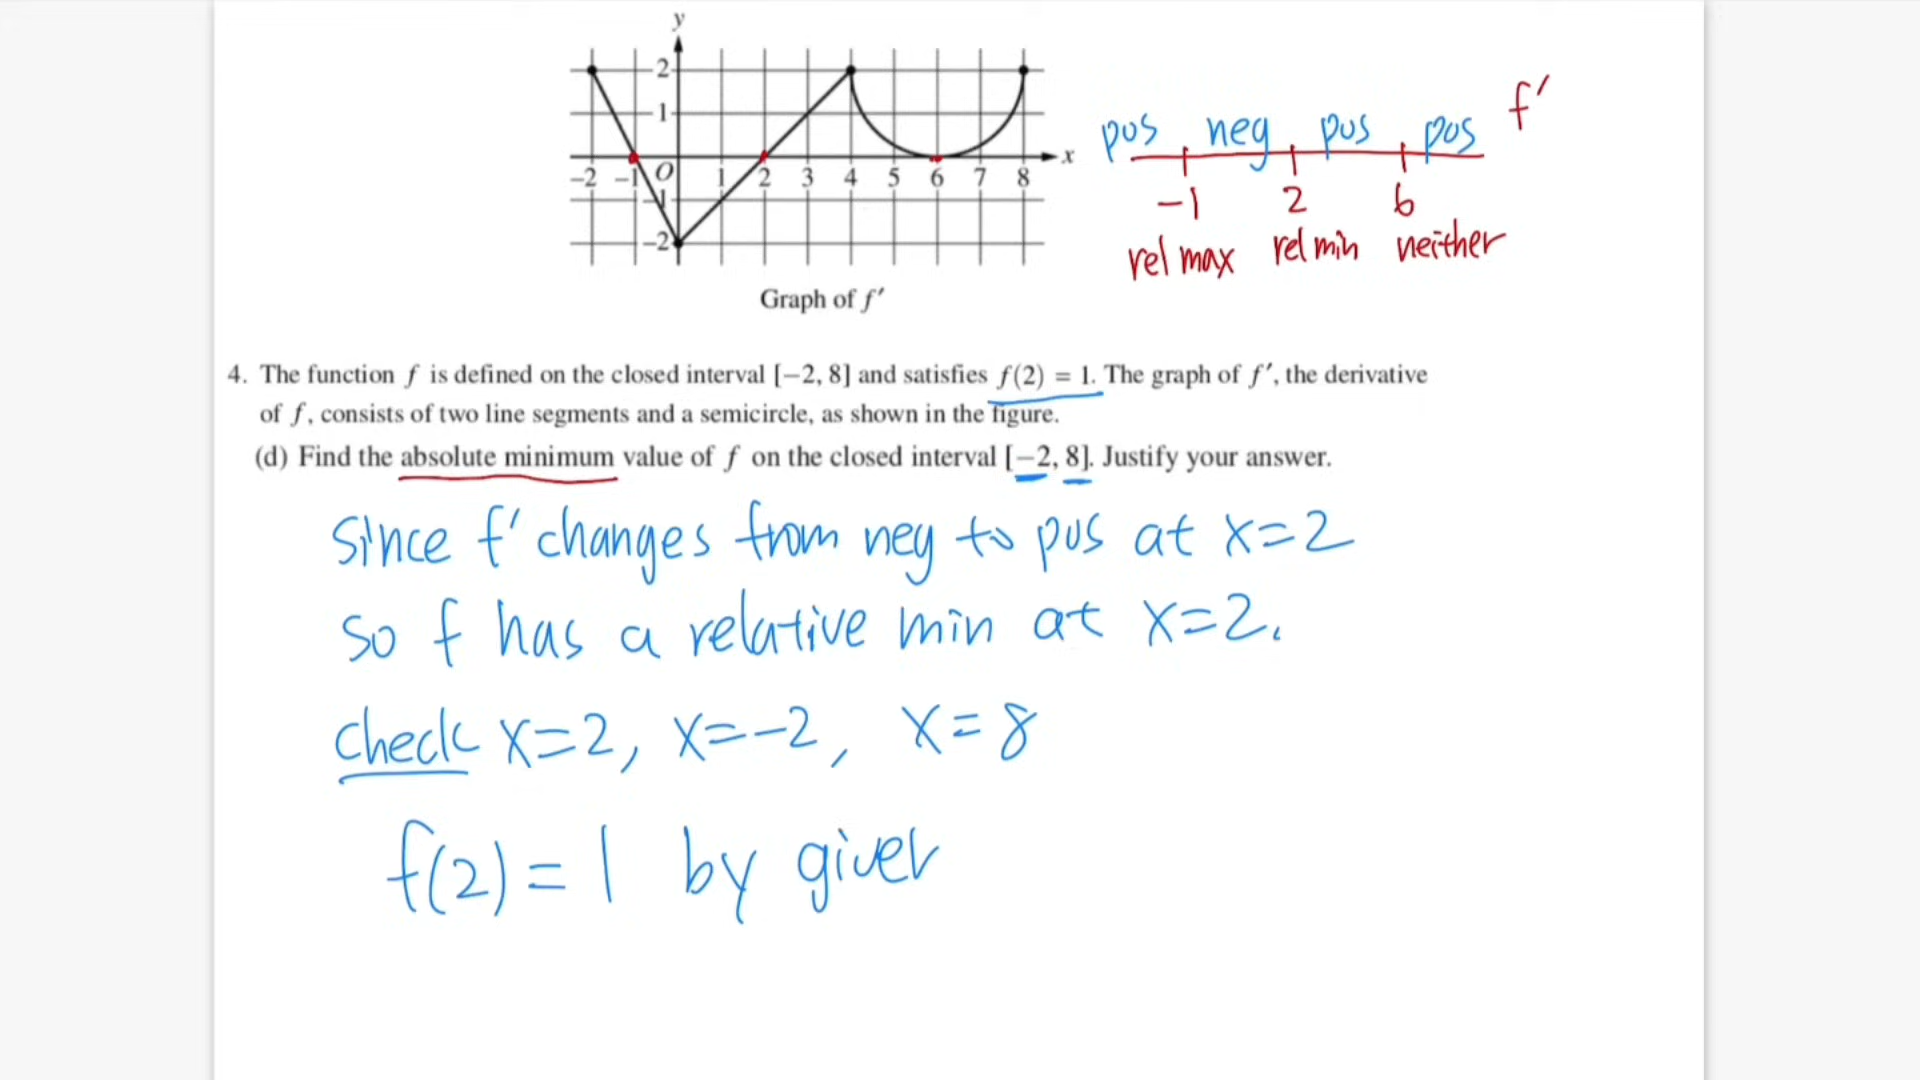 y
2
1
x
-2 -1 O 1 2 3 4 5 6 7 8
-1
-2
Graph of f′
pos neg pos pos f′
-1 2 6
rel max rel min neither
4. The function f is defined on the closed interval [−2, 8] and satisfies f(2) = 1. The graph of f′, the derivative
of f, consists of two line segments and a semicircle, as shown in the figure.
(d) Find the absolute minimum value of f on the closed interval [−2, 8]. Justify your answer.
Since f′ changes from neg to pos at x=2
so f has a relative min at x=2.
check x=2, x=-2, x=8
f(2)=1 by given